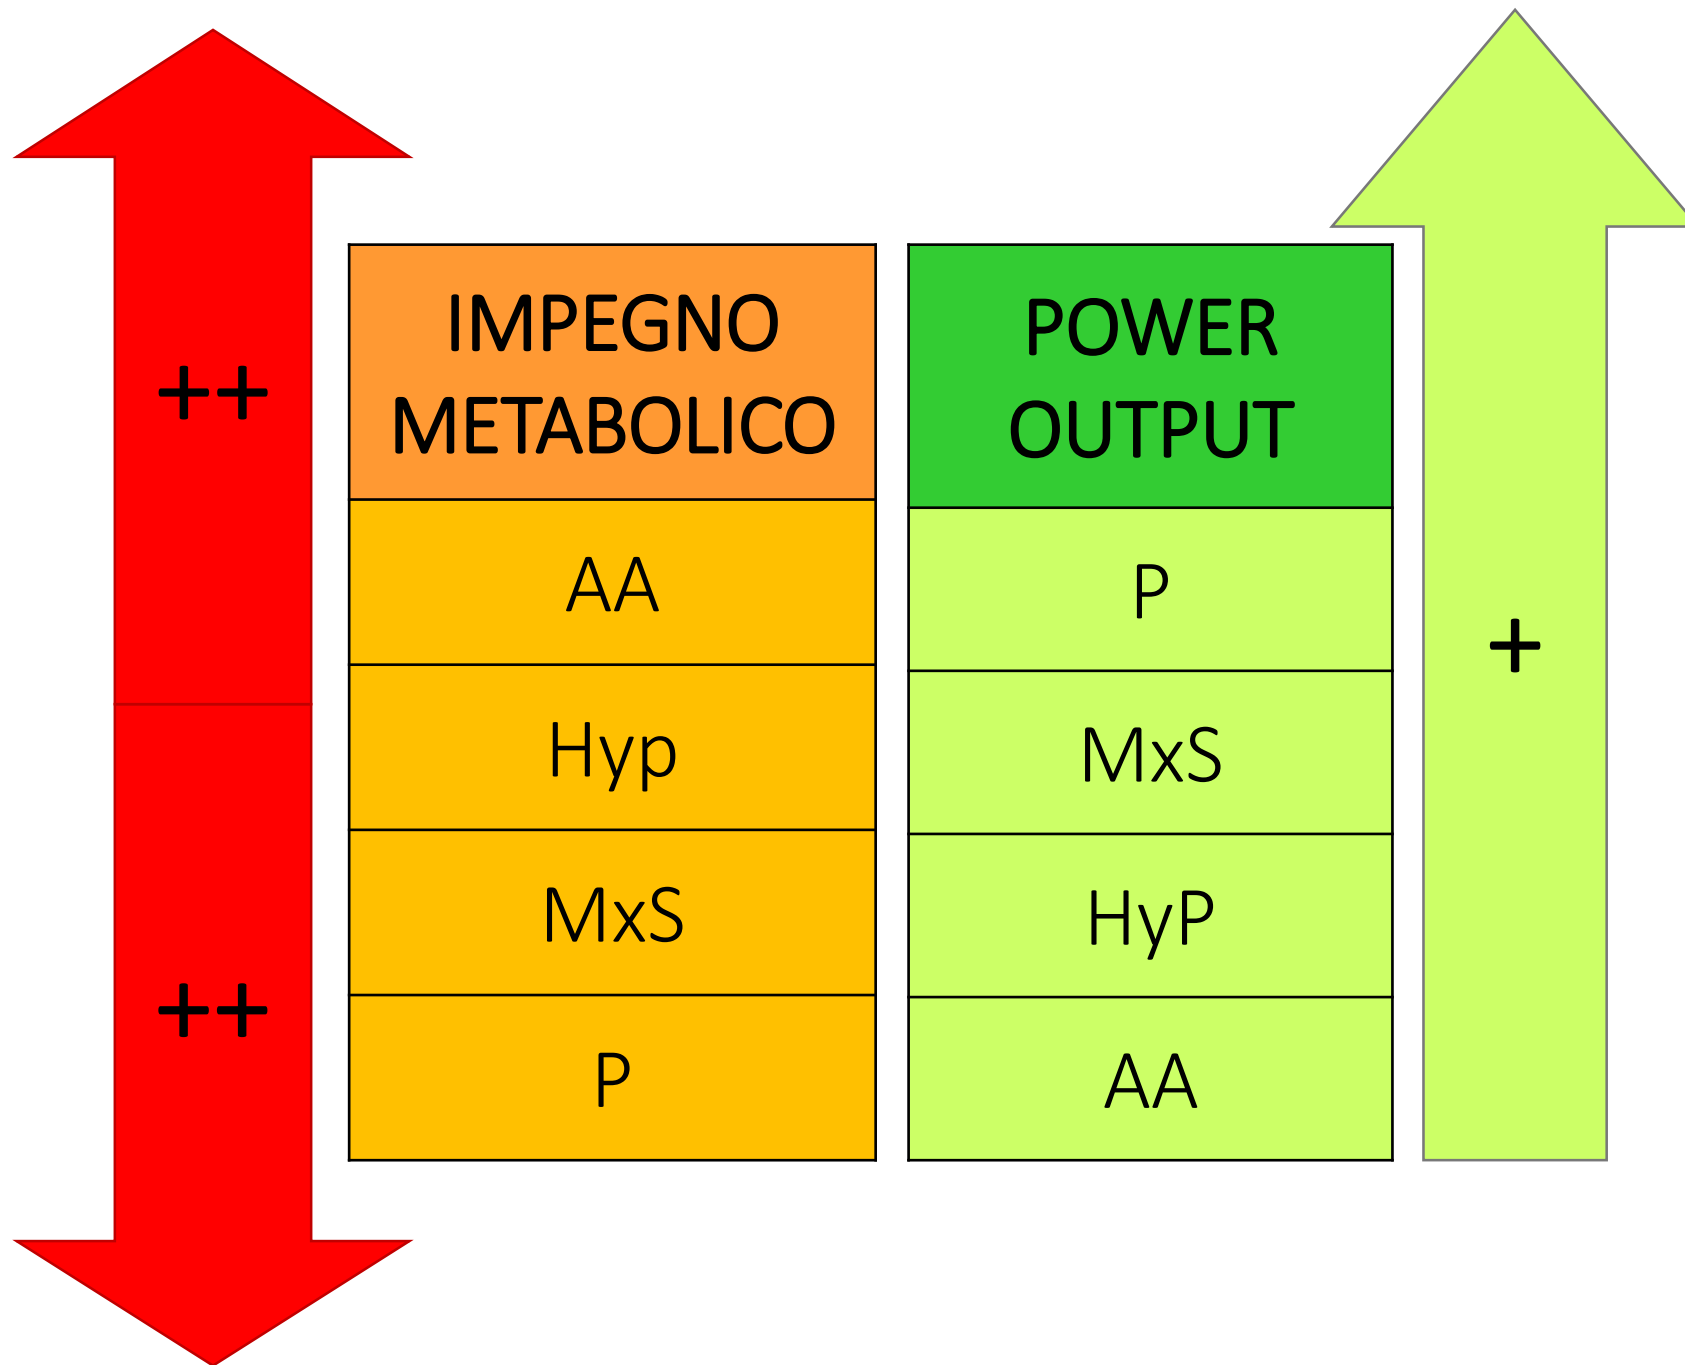 ++
++
IMPEGNO
METABOLICO
AA
Hyp
MxS
P
POWER
OUTPUT
P
MxS
HyP
AA
+